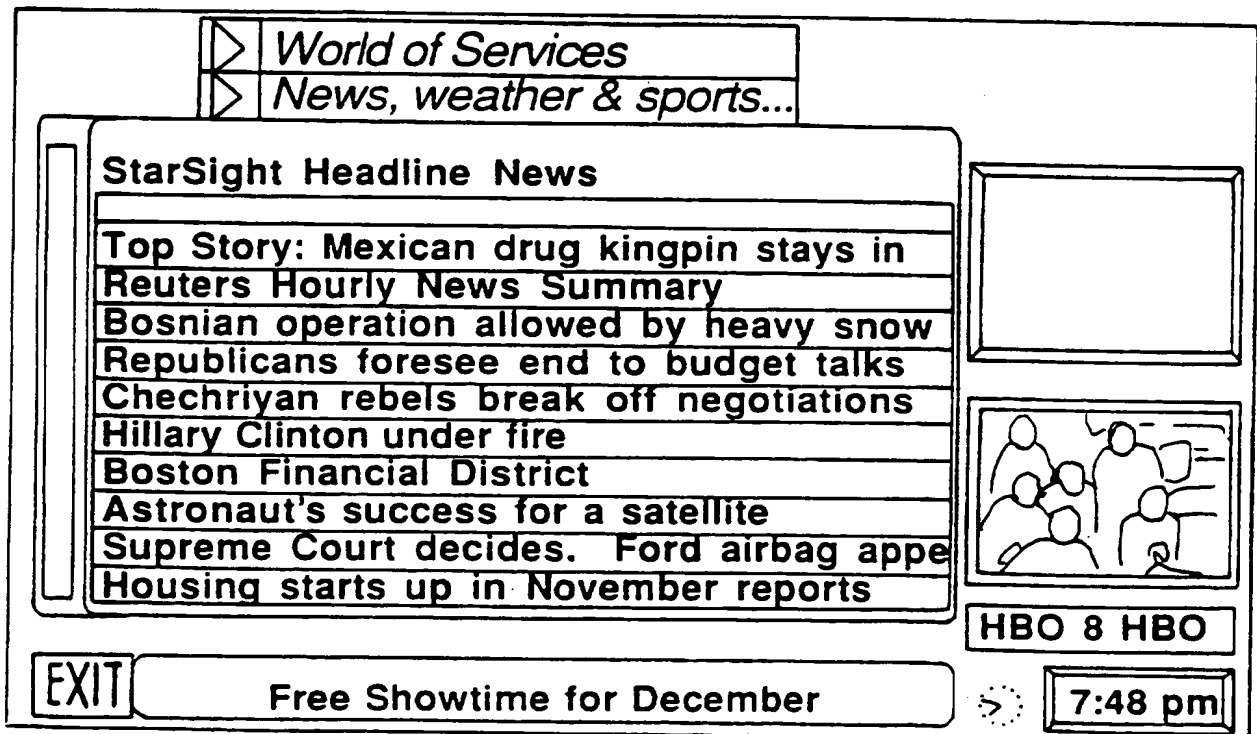 World of Services
News, weather & sports...
StarSight Headline News
Top Story: Mexican drug kingpin stays in
Reuters Hourly News Summary
Bosnian operation allowed by heavy snow
Republicans foresee end to budget talks
Chechriyan rebels break off negotiations
Hillary Clinton under fire
Boston Financial District
Astronaut's success for a satellite
Supreme Court decides. Ford airbag appe
Housing starts up in November reports
HBO 8 HBO
EXIT
Free Showtime for December
7:48 pm